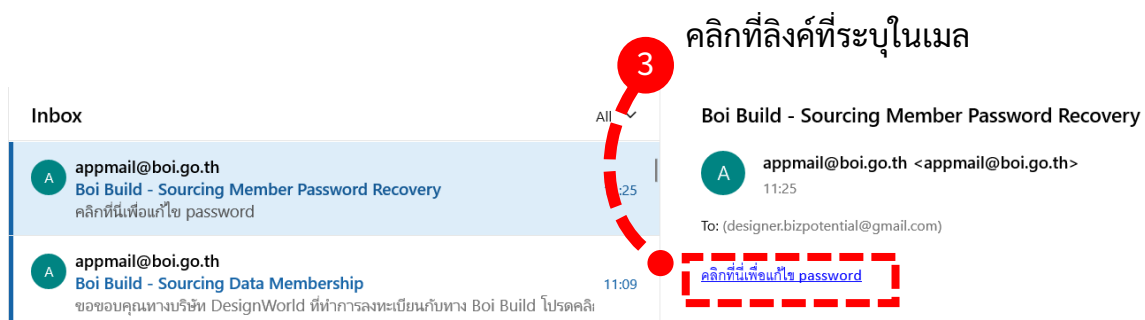 คลิกที่ลิงค์ที่ระบุในเมล
3
Inbox
All
A
appmail@boi.go.th
Boi Build - Sourcing Member Password Recovery
:25
คลิกที่นี่เพื่อแก้ไข password
A
appmail@boi.go.th
Boi Build - Sourcing Data Membership
11:09
ขอขอบคุณทางบริษัท DesignWorld ที่ทำการลงทะเบียนกับทาง Boi Build โปรดคลิ
Boi Build - Sourcing Member Password Recovery
A
appmail@boi.go.th <appmail@boi.go.th>
11:25
To: (designer.bizpotential@gmail.com)
คลิกที่นี่เพื่อแก้ไข password